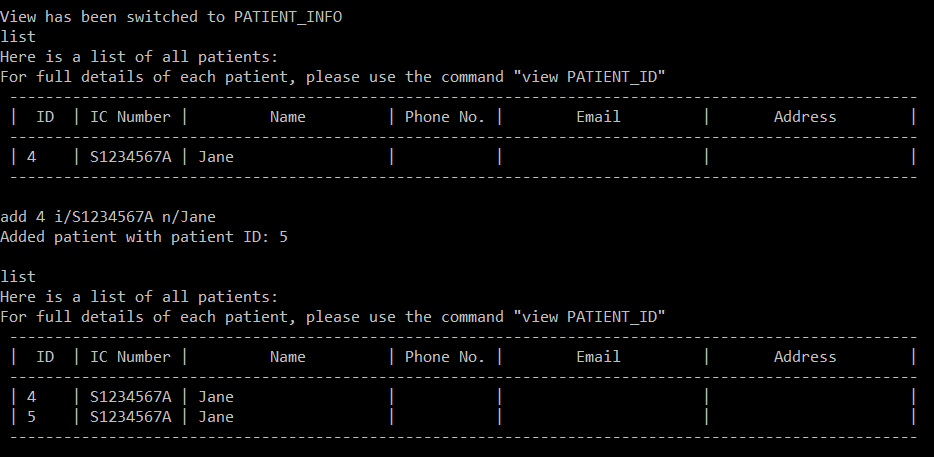 View has been switched to PATIENT_INFO
list
Here is a list of all patients:
For full details of each patient, please use the command "view PATIENT_ID"
-----------------------------------------------------------------------------------------------------
|  ID  | IC Number |         Name         | Phone No. |        Email         |       Address        |
-----------------------------------------------------------------------------------------------------
| 4    | S1234567A | Jane                 |           |                      |                      |
-----------------------------------------------------------------------------------------------------
add 4 i/S1234567A n/Jane
Added patient with patient ID: 5
list
Here is a list of all patients:
For full details of each patient, please use the command "view PATIENT_ID"
-----------------------------------------------------------------------------------------------------
|  ID  | IC Number |         Name         | Phone No. |        Email         |       Address        |
-----------------------------------------------------------------------------------------------------
| 4    | S1234567A | Jane                 |           |                      |                      |
| 5    | S1234567A | Jane                 |           |                      |                      |
-----------------------------------------------------------------------------------------------------